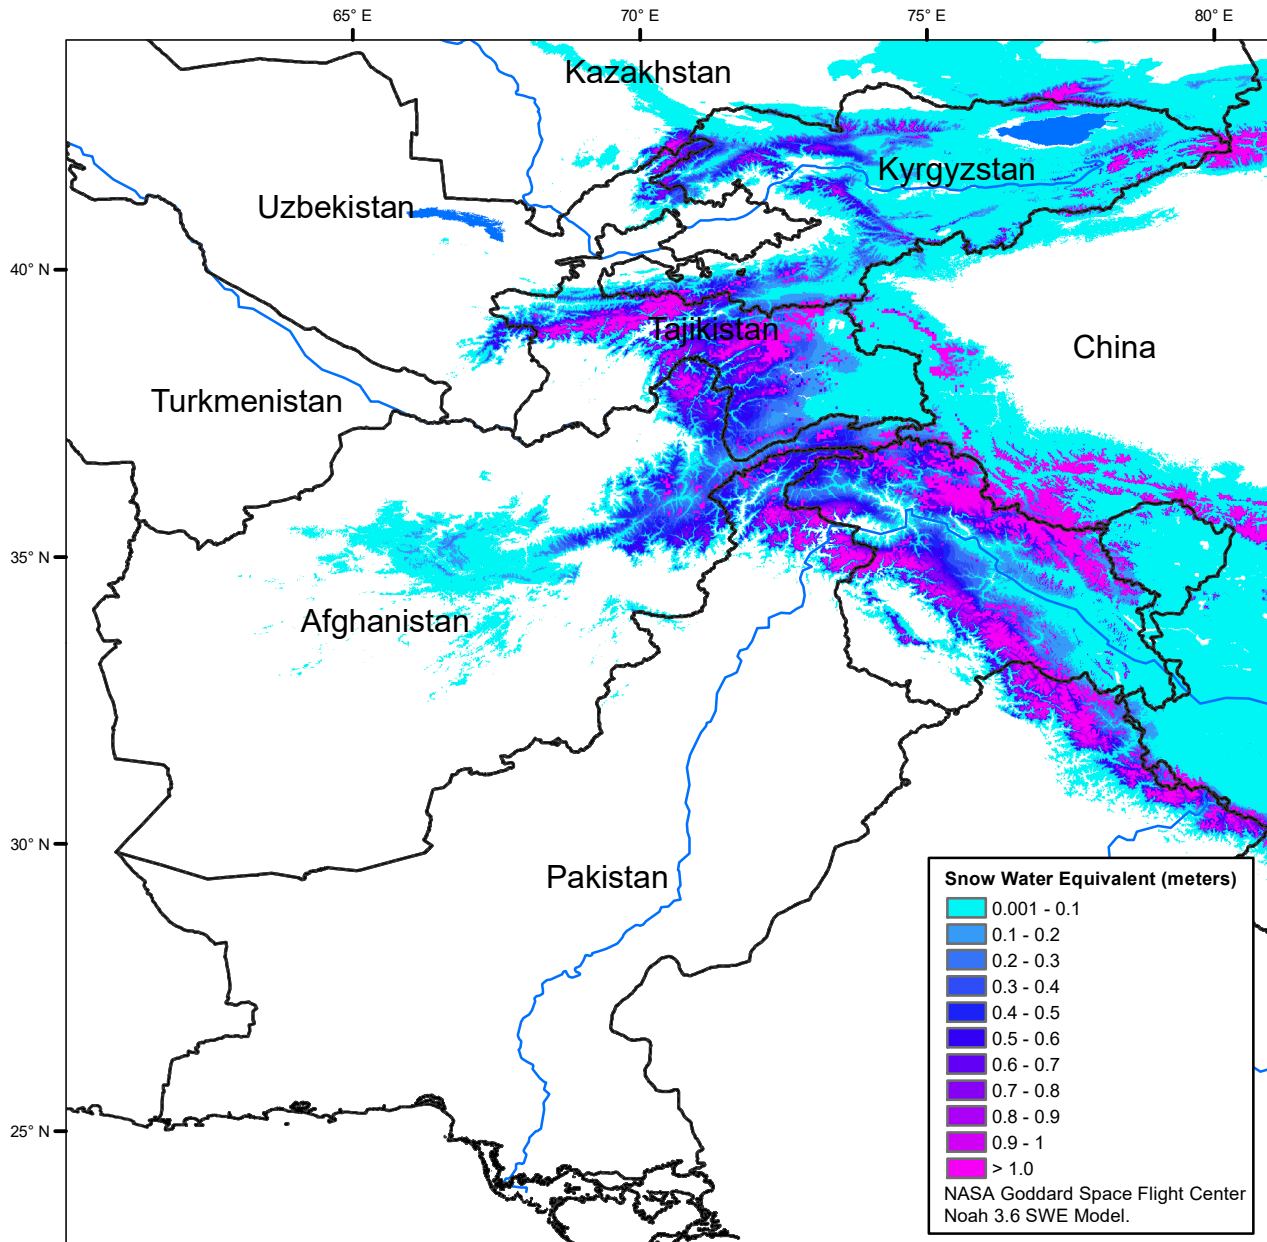 65° E
70° E
75° E
80° E
Kazakhstan
Kyrgyzstan
Uzbekistan
40° N
Tajikistan
China
Turkmenistan
35° N
Afghanistan
30° N
Pakistan
25° N
Snow Water Equivalent (meters)
0.001 - 0.1
0.1 - 0.2
0.2 - 0.3
0.3 - 0.4
0.4 - 0.5
0.5 - 0.6
0.6 - 0.7
0.7 - 0.8
0.8 - 0.9
0.9 - 1
> 1.0
NASA Goddard Space Flight Center
Noah 3.6 SWE Model.